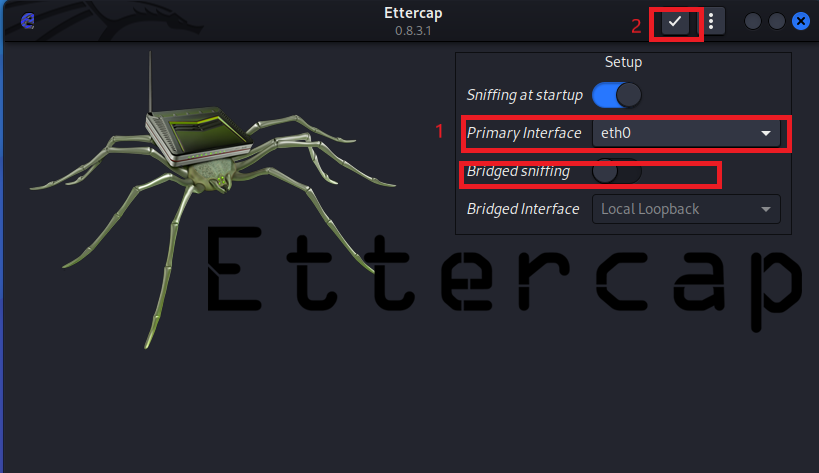 Ettercap
0.8.3.1
2
Setup
Sniffing at startup
1
Primary Interface eth0
Bridged sniffing
Bridged Interface Local Loopback
Ettercap